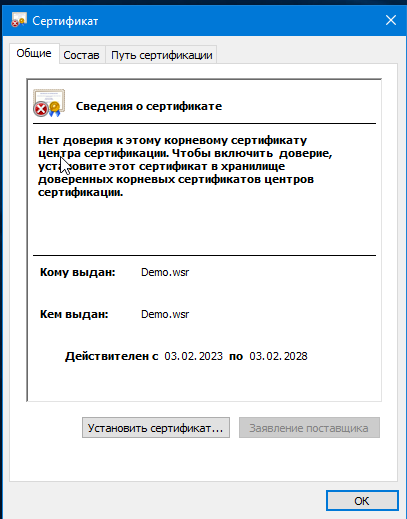 Сертификат
Общие Состав Путь сертификации
Сведения о сертификате
Нет доверия к этому корневому сертификату
центра сертификации. Чтобы включить доверие,
установите этот сертификат в хранилище
доверенных корневых сертификатов центров
сертификации.
Кому выдан: Demo.wsr
Кем выдан: Demo.wsr
Действителен с 03.02.2023 по 03.02.2028
Установить сертификат... Заявление поставщика
ОК